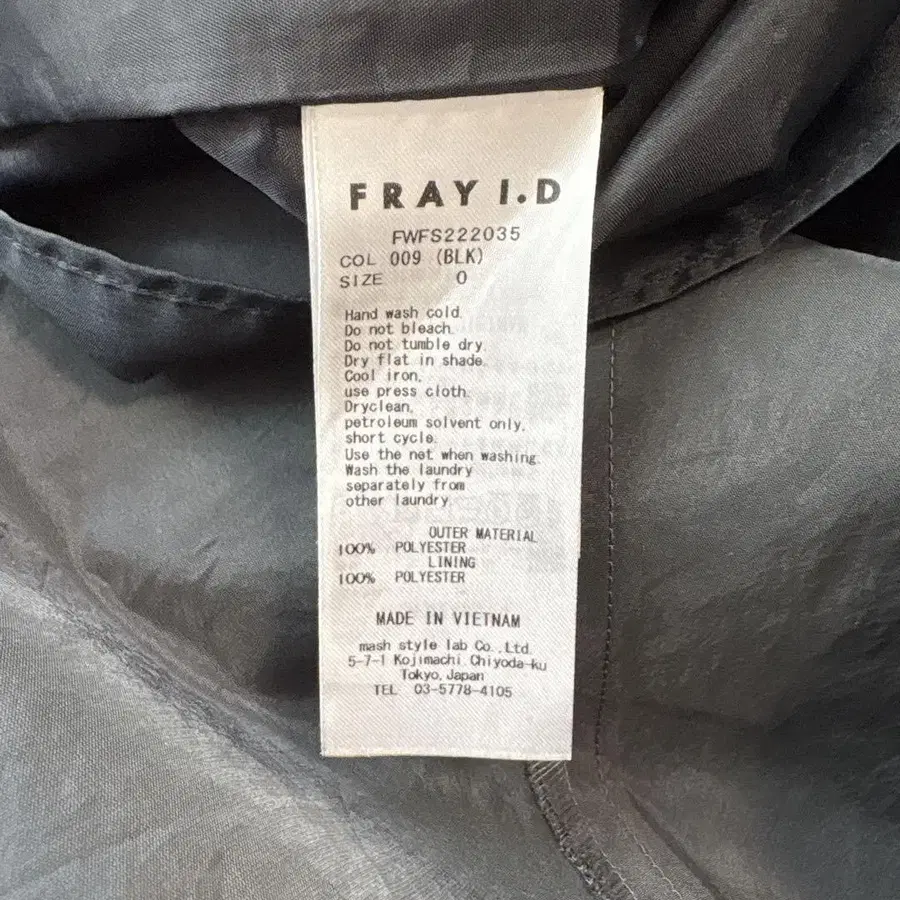 FRAY I.D
FWFS222035
COL 009 (BLK)
SIZE 0
Hand wash cold.
Do not bleach.
Do not tumble dry.
Dry flat in shade.
Cool iron,
use press cloth.
Dryclean,
petroleum solvent only,
short cycle.
Use the net when washing.
Wash the laundry
separately from
other laundry.
OUTER MATERIAL
100% POLYESTER
LINING
100% POLYESTER
MADE IN VIETNAM
mash style lab Co.,Ltd.
5-7-1 Kojimachi Chiyoda-ku
Tokyo, Japan
TEL 03-5778-4105